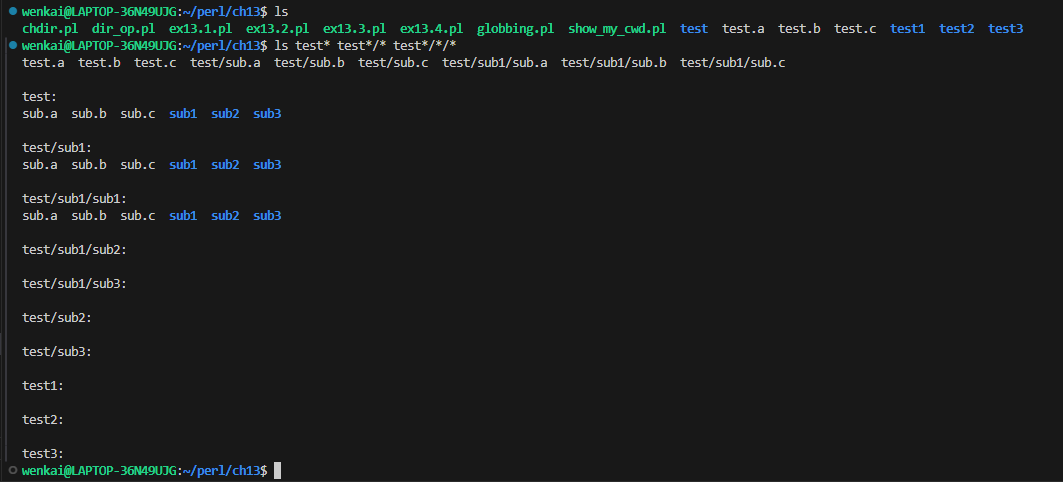 wenkai@LAPTOP-36N49UJG:~/perl/ch13$ ls
chdir.pl dir_op.pl ex13.1.pl ex13.2.pl ex13.3.pl ex13.4.pl globbing.pl show_my_cwd.pl test test.a test.b test.c test1 test2 test3
wenkai@LAPTOP-36N49UJG:~/perl/ch13$ ls test* test*/* test*/*/*
test.a test.b test.c test/sub.a test/sub.b test/sub.c test/sub1/sub.a test/sub1/sub.b test/sub1/sub.c
test:
sub.a sub.b sub.c sub1 sub2 sub3
test/sub1:
sub.a sub.b sub.c sub1 sub2 sub3
test/sub1/sub1:
sub.a sub.b sub.c sub1 sub2 sub3
test/sub1/sub2:
test/sub1/sub3:
test/sub2:
test/sub3:
test1:
test2:
test3:
wenkai@LAPTOP-36N49UJG:~/perl/ch13$